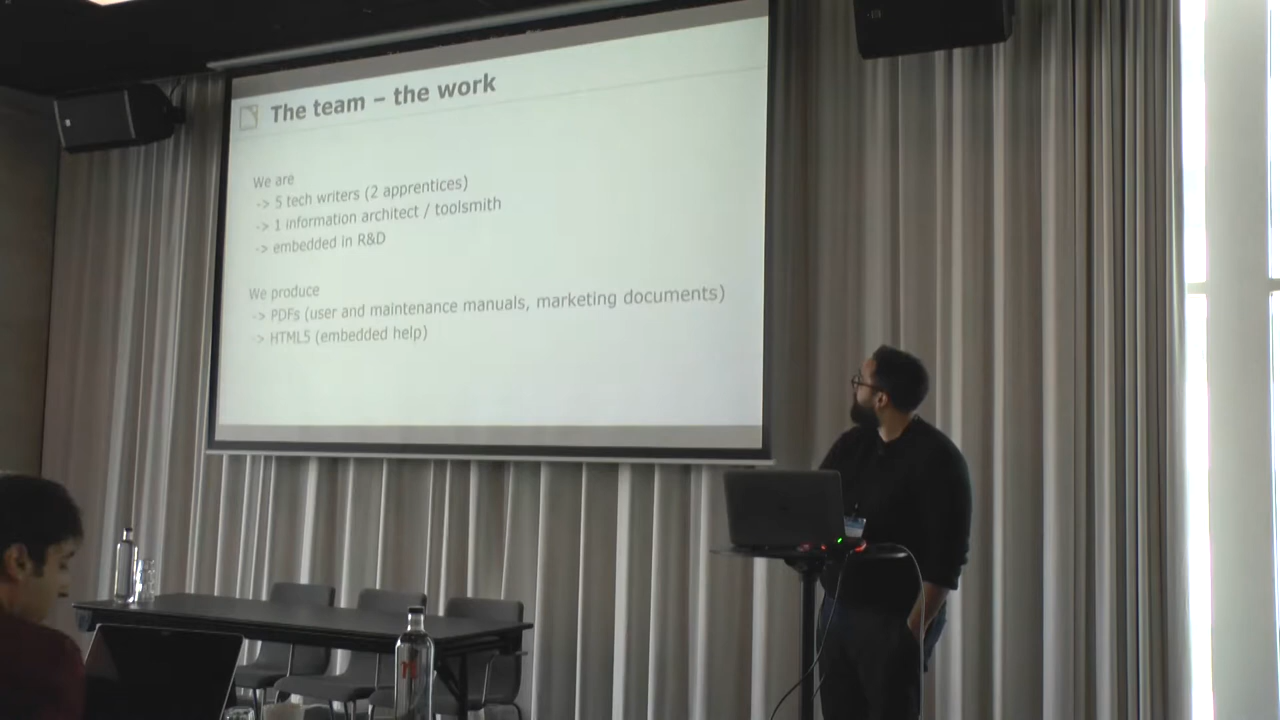 The team – the work
We are
-> 5 tech writers (2 apprentices)
-> 1 information architect / toolsmith
-> embedded in R&D
We produce
-> PDFs (user and maintenance manuals, marketing documents)
-> HTML5 (embedded help)